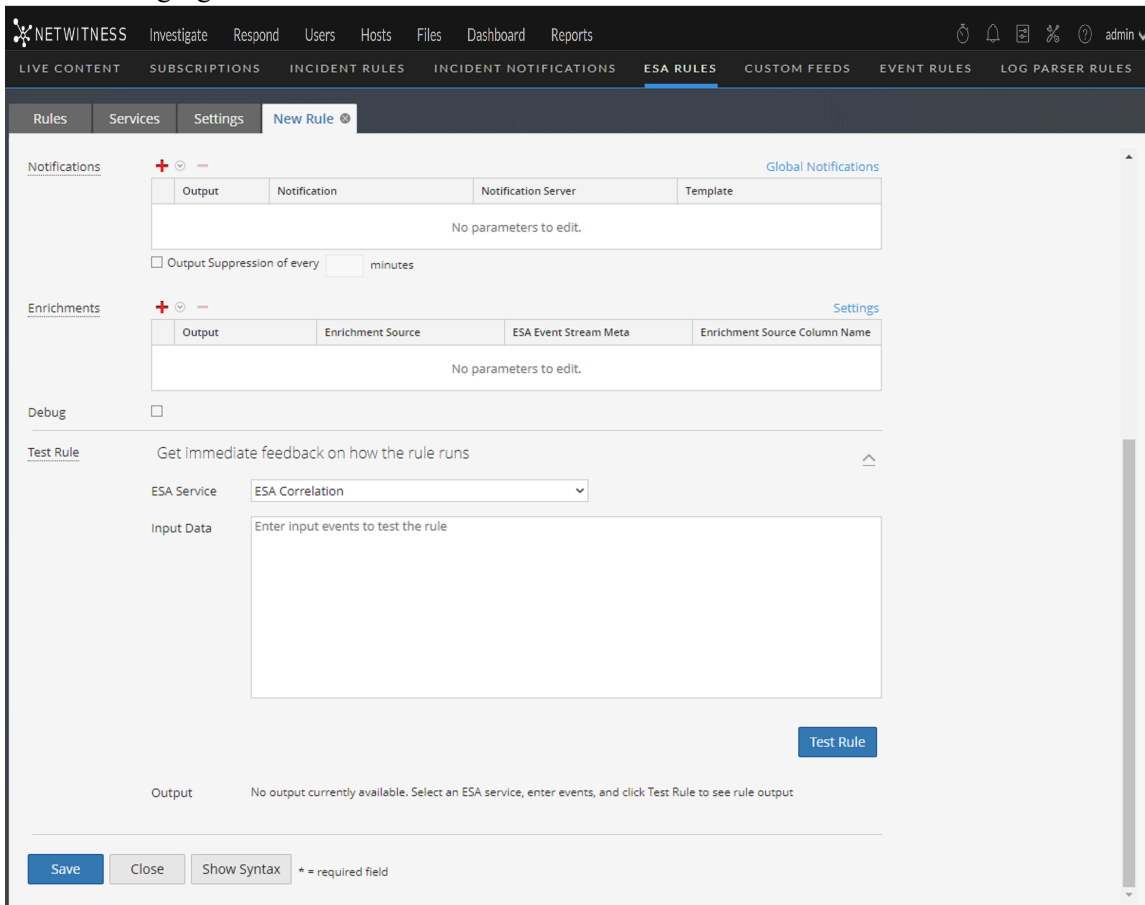 NETWITNESS Investigate Respond Users Hosts Files Dashboard Reports admin
LIVE CONTENT SUBSCRIPTIONS INCIDENT RULES INCIDENT NOTIFICATIONS ESA RULES CUSTOM FEEDS EVENT RULES LOG PARSER RULES
Rules Services Settings New Rule
Notifications Global Notifications
Output Notification Notification Server Template
No parameters to edit.
Output Suppression of every minutes
Enrichments Settings
Output Enrichment Source ESA Event Stream Meta Enrichment Source Column Name
No parameters to edit.
Debug
Test Rule Get immediate feedback on how the rule runs
ESA Service ESA Correlation
Input Data Enter input events to test the rule
Test Rule
Output No output currently available. Select an ESA service, enter events, and click Test Rule to see rule output
Save Close Show Syntax * = required field